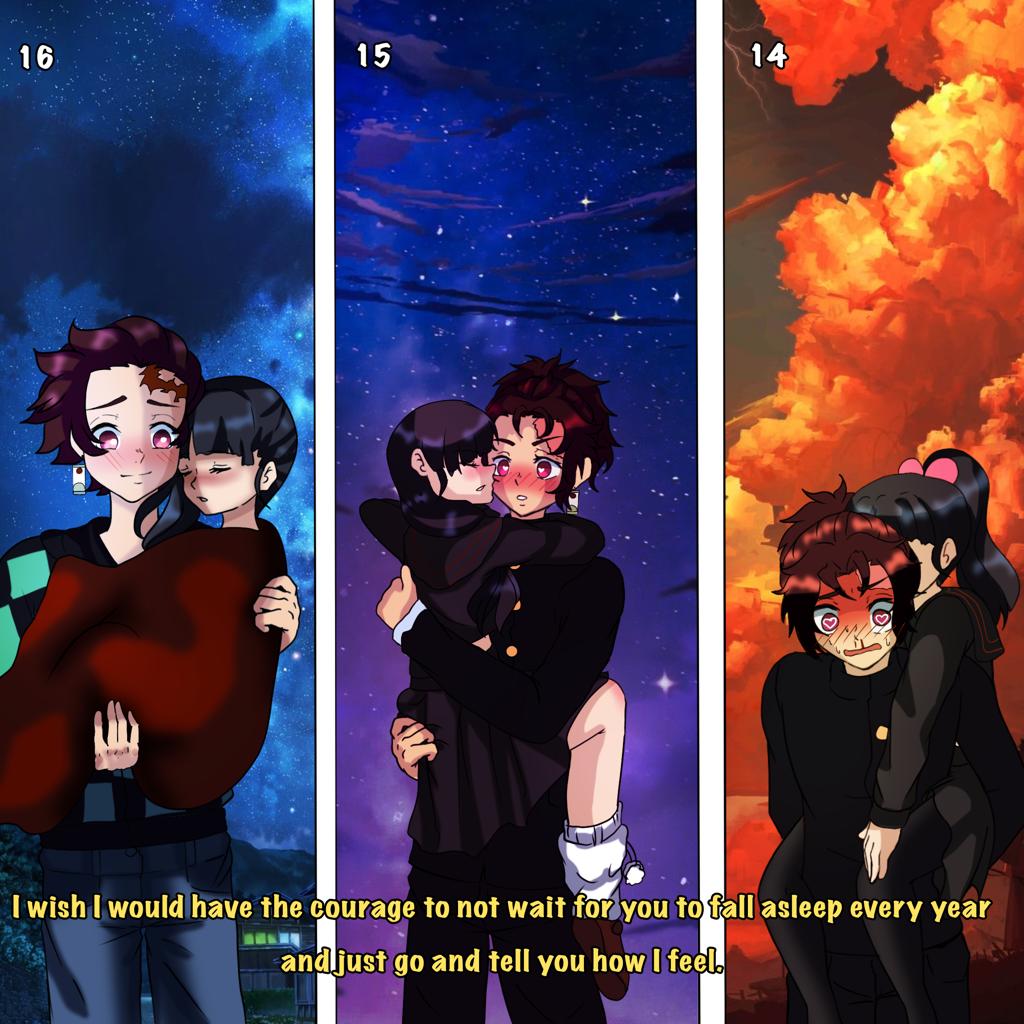 16
15
14
I wish I would have the courage to not wait for you to fall asleep every year
and just go and tell you how I feel.